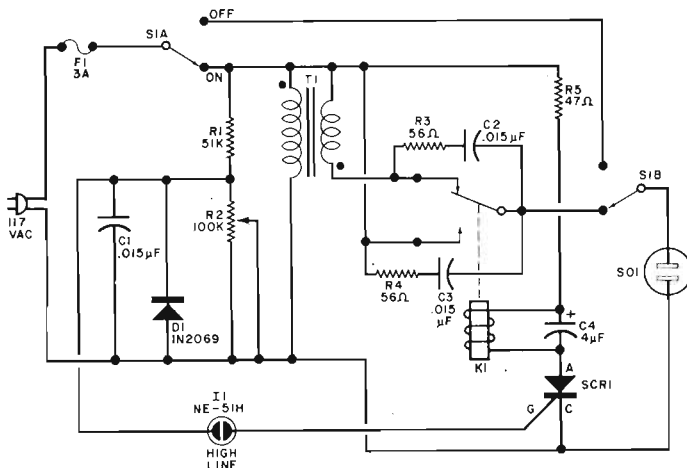 OFF
S1A
F1
3A
ON
T1
R5
47Ω
R1
51K
R3
56Ω
C2
.015µF
S1B
117
VAC
C1
.015µF
R2
100K
R4
56Ω
C3
.015
µF
SO1
D1
1N2069
K1
+
C4
4µF
A
SCR1
G
C
I1
NE-51H
HIGH
LINE